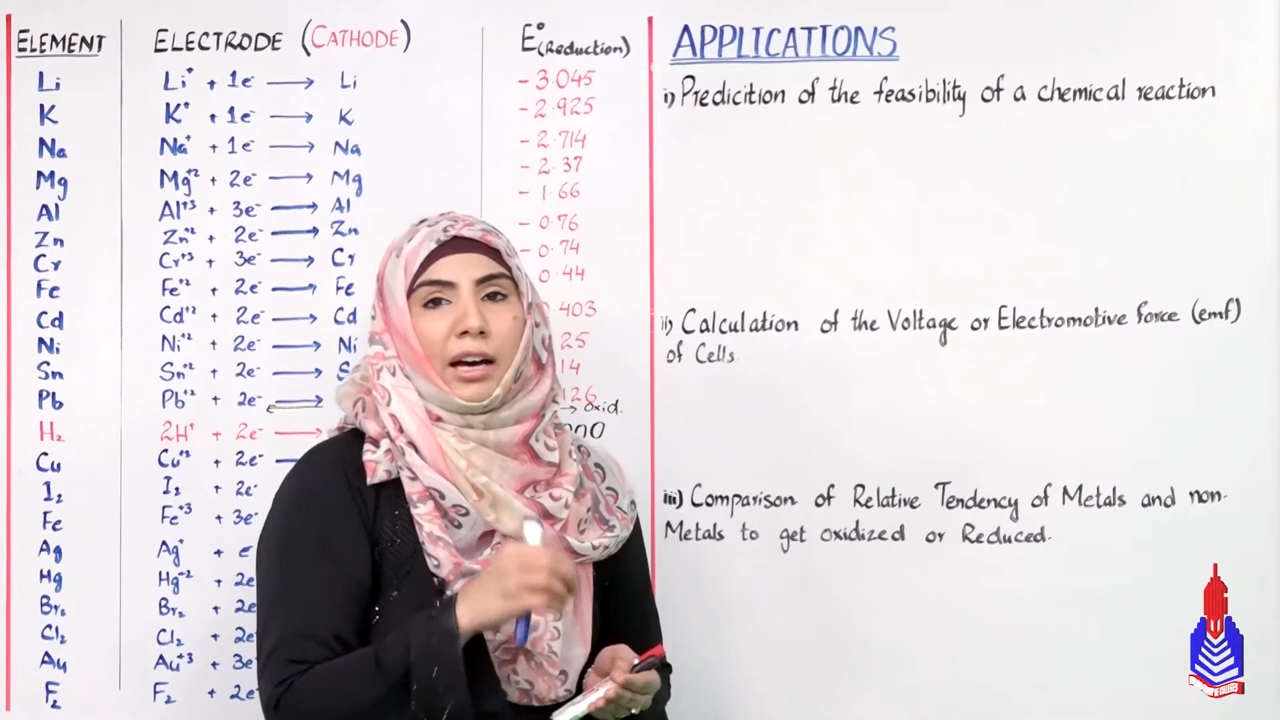 ELEMENT ELECTRODE (CATHODE) E°(Reduction)
Li Li⁺ + 1e⁻ ⟶ Li - 3.045
K K⁺ + 1e⁻ ⟶ K - 2.925
Na Na⁺ + 1e⁻ ⟶ Na - 2.714
Mg Mg⁺² + 2e⁻ ⟶ Mg - 2.37
Al Al⁺³ + 3e⁻ ⟶ Al - 1.66
Zn Zn⁺² + 2e⁻ ⟶ Zn - 0.76
Cr Cr⁺³ + 3e⁻ ⟶ Cr - 0.74
Fe Fe⁺² + 2e⁻ ⟶ Fe 0.44
Cd Cd⁺² + 2e⁻ ⟶ Cd .403
Ni Ni⁺² + 2e⁻ ⟶ Ni 25
Sn Sn⁺² + 2e⁻ ⟶ S 14
Pb Pb⁺² + 2e⁻ ⟶ 126
→ oxid.
H₂ 2H⁺ + 2e⁻ ⟶ 000
Cu Cu⁺² + 2e⁻
I₂ I₂ + 2e⁻
Fe Fe⁺³ + 3e⁻
Ag Ag⁺ + e
Hg Hg⁺² + 2e
Br₂ Br₂ + 2e
Cl₂ Cl₂ + 2e⁻
Au Au⁺³ + 3e
F₂ F₂ + 2e
APPLICATIONS
i) Predicition of the feasibility of a chemical reaction
ii) Calculation of the Voltage or Electromotive force (emf)
of Cells
iii) Comparison of Relative Tendency of Metals and non-
Metals to get oxidized or Reduced.